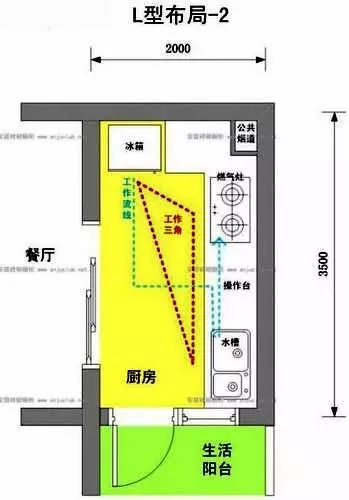 L型布局-2
2000
公共
烟道
冰箱
燃气灶
工作流线
工作
三角
餐厅
3500
操作台
水槽
厨房
生活
阳台